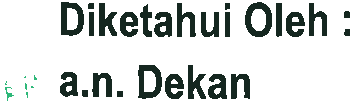 Diketahui Oleh :
a.n. Dekan